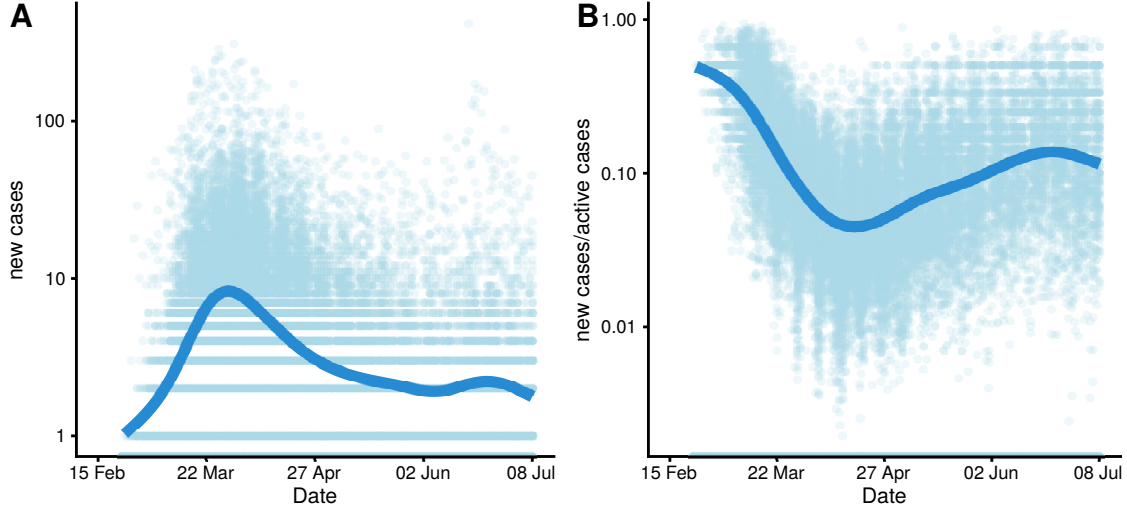 A
new cases
100
10
1
15 Feb
22 Mar
27 Apr
02 Jun
08 Jul
Date
B
new cases/active cases
1.00
0.10
0.01
15 Feb
22 Mar
27 Apr
02 Jun
08 Jul
Date